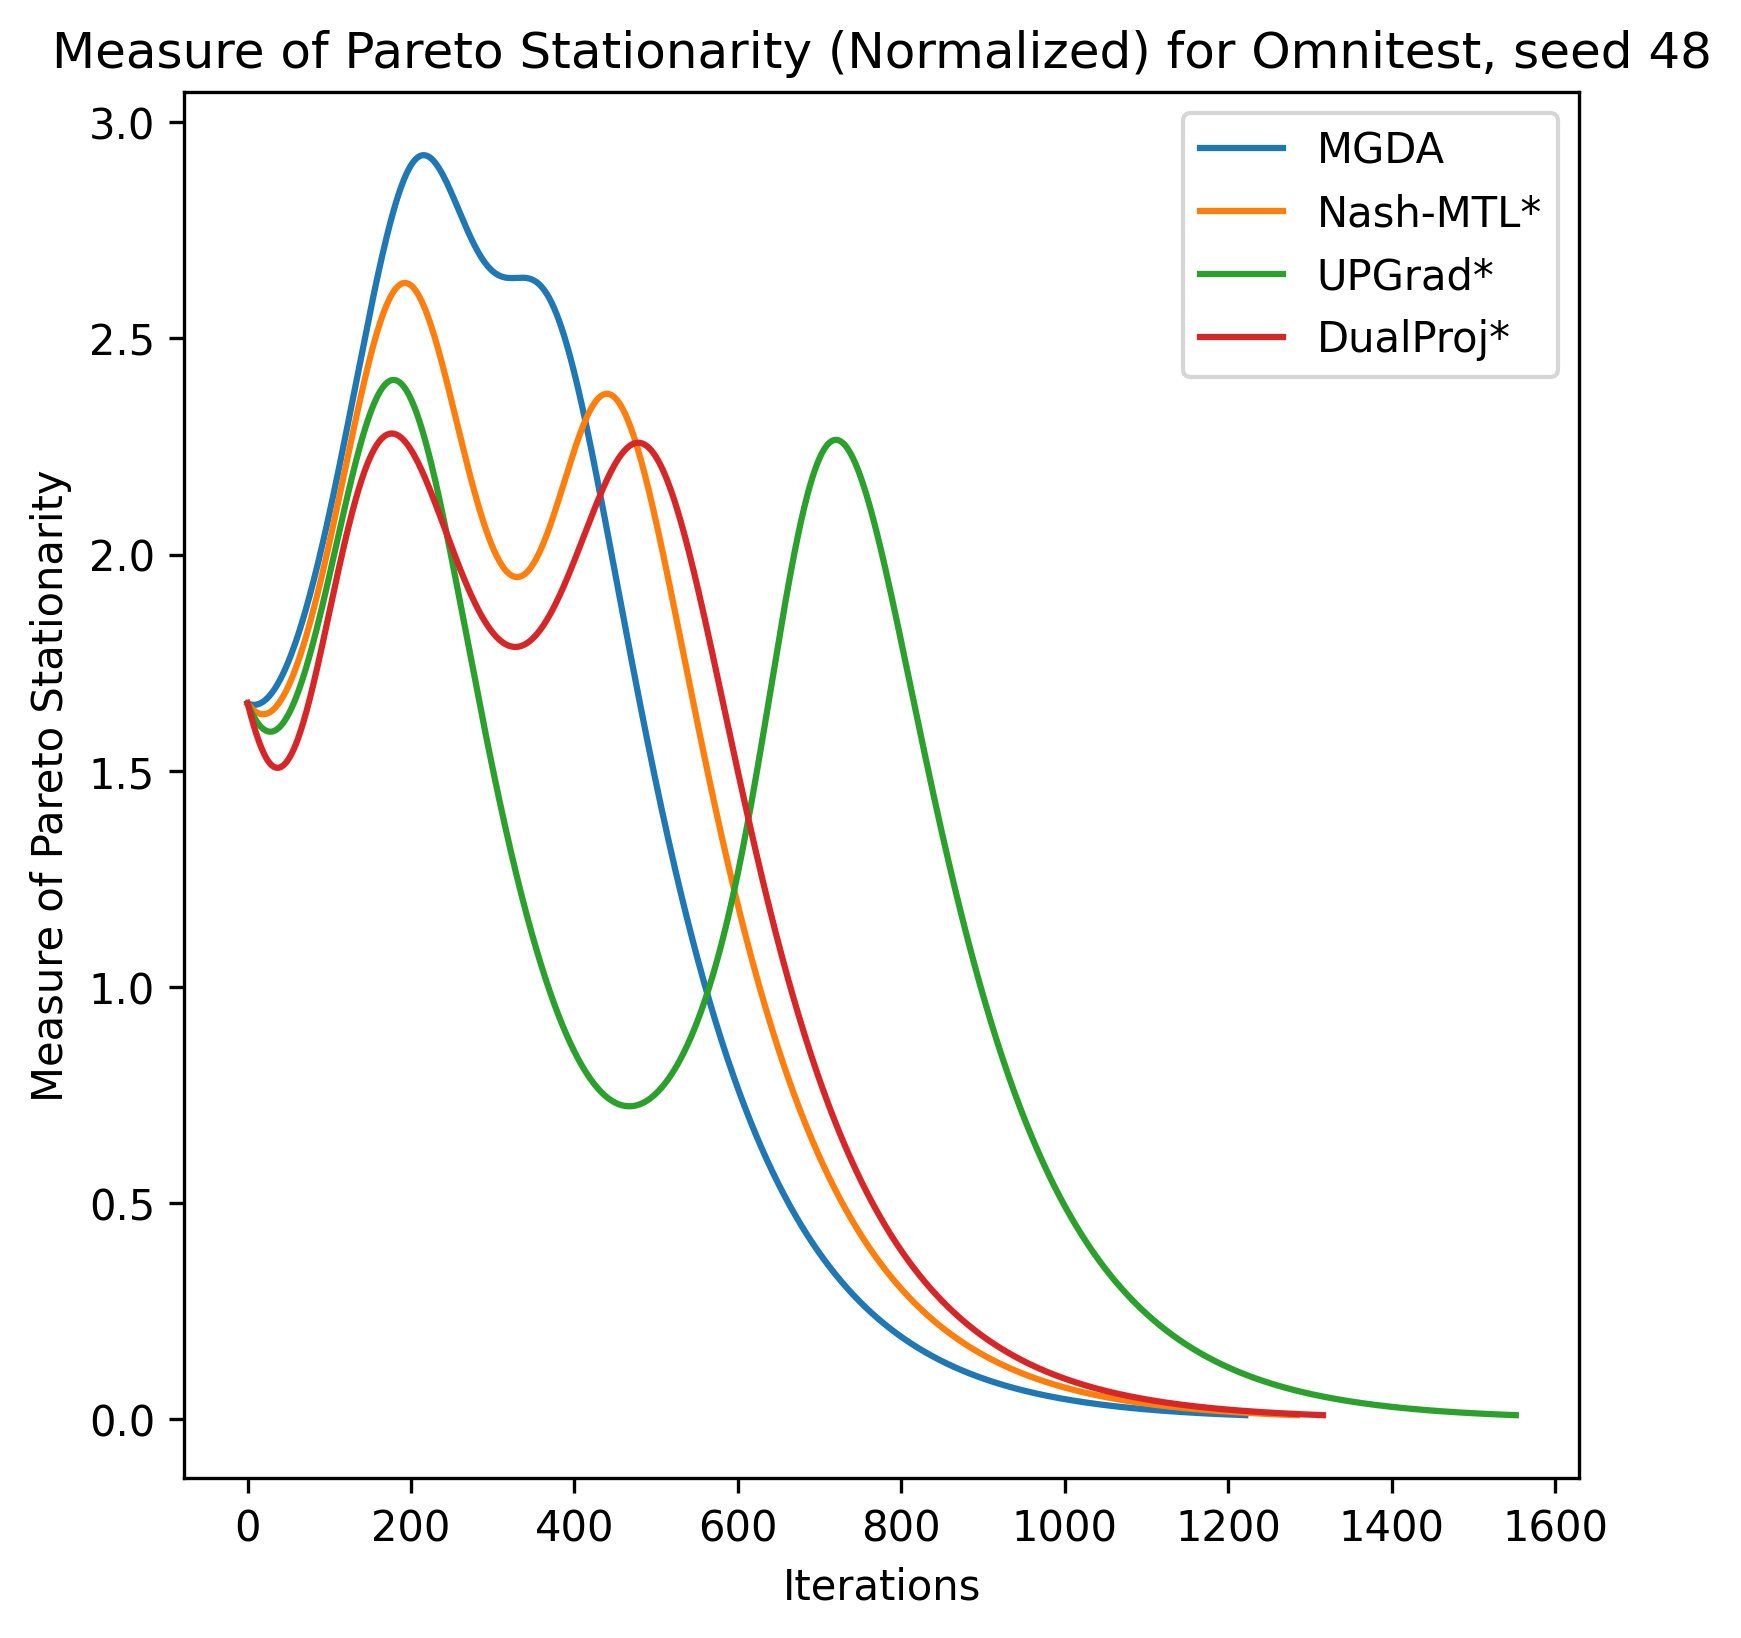 Measure of Pareto Stationarity (Normalized) for Omnitest, seed 48
MGDA
Nash-MTL*
UPGrad*
DualProj*
Measure of Pareto Stationarity
3.0
2.5
2.0
1.5
1.0
0.5
0.0
0 200 400 600 800 1000 1200 1400 1600
Iterations